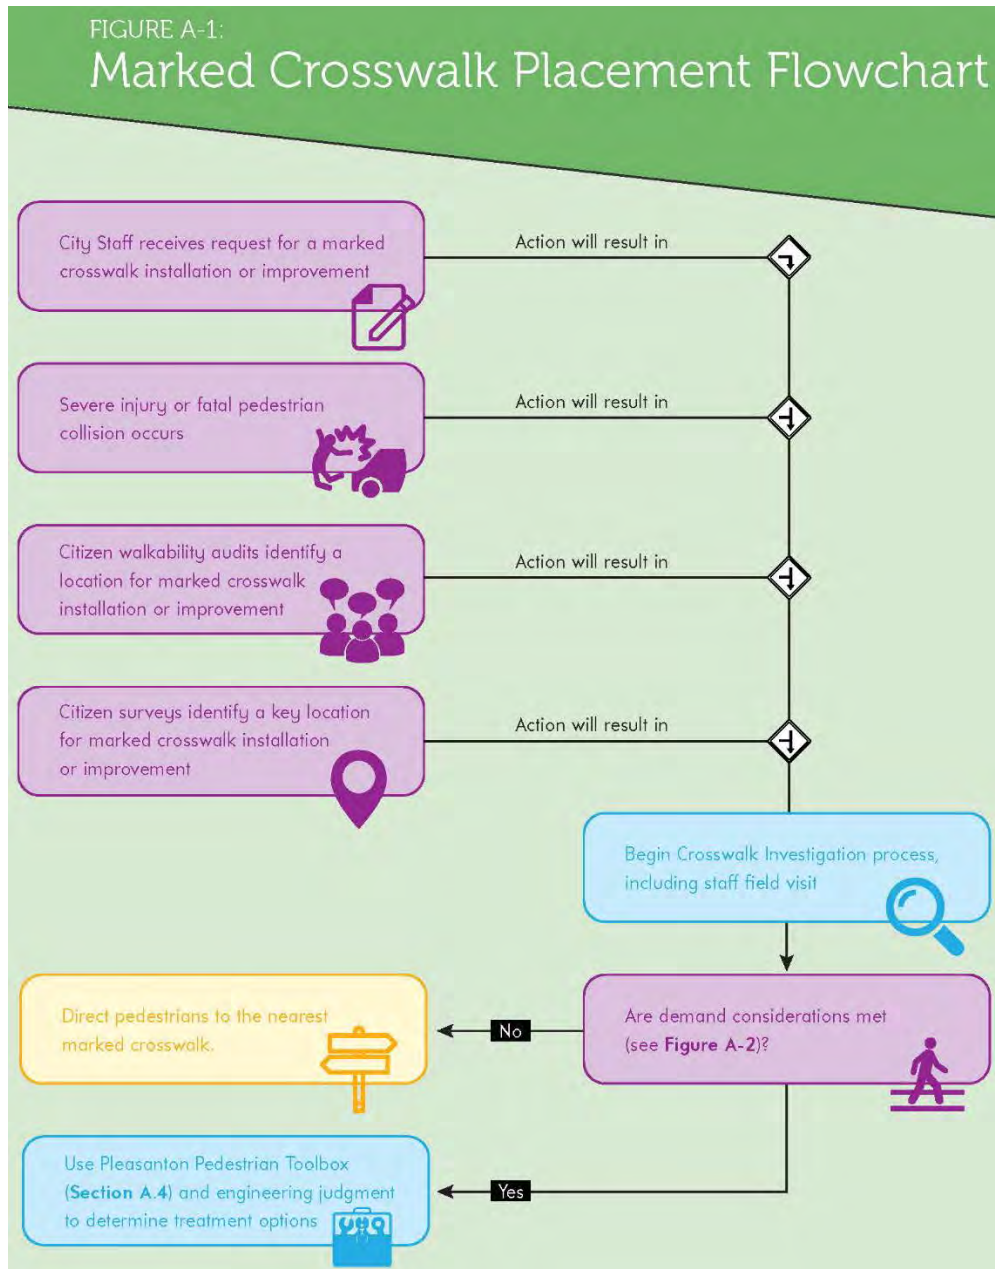 FIGURE A-1:
Marked Crosswalk Placement Flowchart
City Staff receives request for a marked
crosswalk installation or improvement
Action will result in
Severe injury or fatal pedestrian
collision occurs
Action will result in
Citizen walkability audits identify a
location for marked crosswalk
installation or improvement
Action will result in
Citizen surveys identify a key location
for marked crosswalk installation
or improvement
Action will result in
Begin Crosswalk Investigation process,
including staff field visit
Direct pedestrians to the nearest
marked crosswalk.
No
Are demand considerations met
(see Figure A-2)?
Use Pleasanton Pedestrian Toolbox
(Section A.4) and engineering judgment
to determine treatment options
Yes